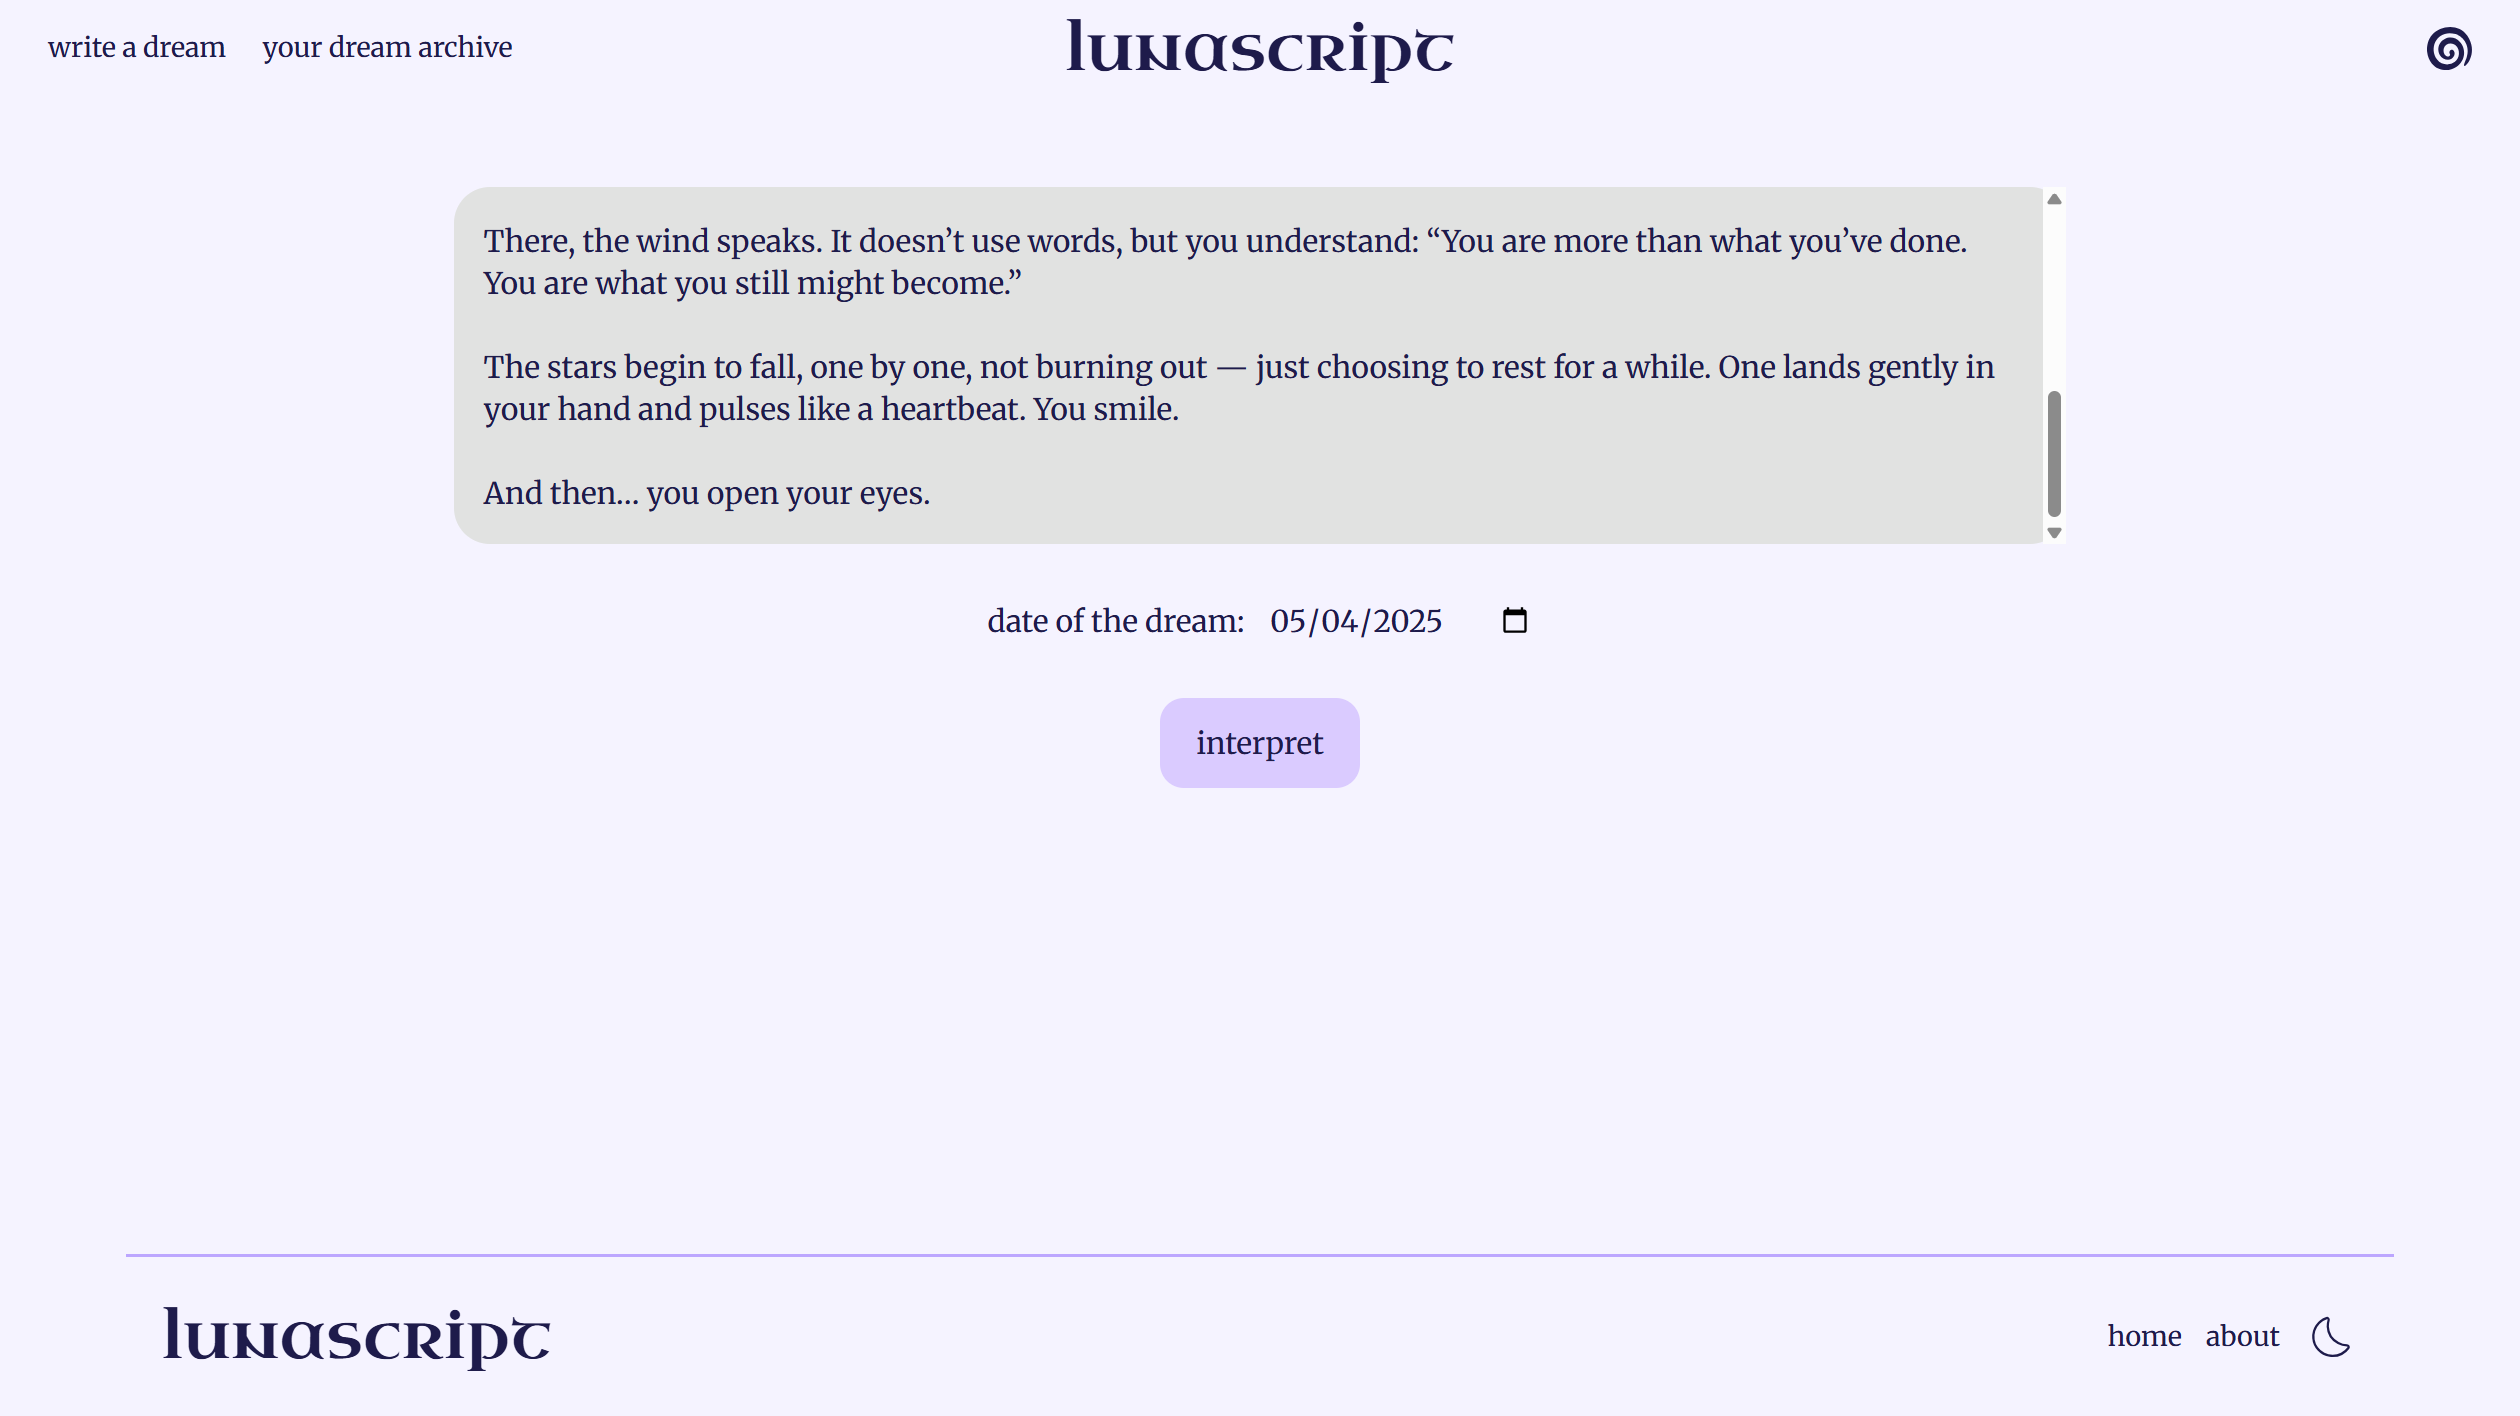 write a dream your dream archive
lunascript
There, the wind speaks. It doesn’t use words, but you understand: “You are more than what you’ve done.
You are what you still might become.”
The stars begin to fall, one by one, not burning out — just choosing to rest for a while. One lands gently in
your hand and pulses like a heartbeat. You smile.
And then… you open your eyes.
date of the dream: 05/04/2025
interpret
lunascript
home about